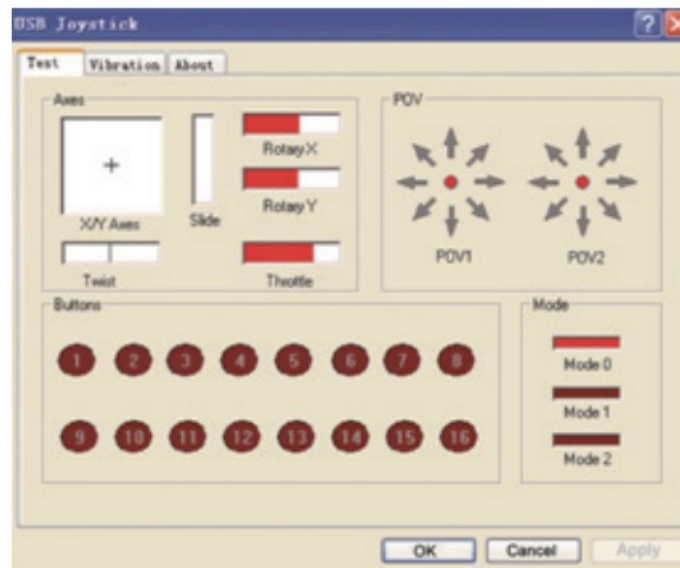 USB Joystick
Test Vibration About
Axes
X/Y Axes
Slide
Rotary X
Rotary Y
Twist
Throttle
POV
POV1 POV2
Buttons
1 2 3 4 5 6 7 8
9 10 11 12 13 14 15 16
Mode
Mode 0
Mode 1
Mode 2
OK Cancel Apply